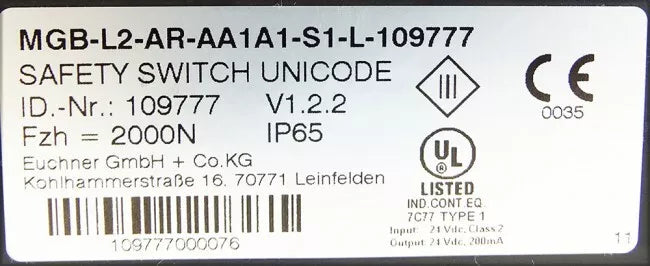 MGB-L2-AR-AA1A1-S1-L-109777
SAFETY SWITCH UNICODE
ID.-Nr.: 109777 V1.2.2
Fzh = 2000N IP65
Euchner GmbH + Co.KG
Kohlhammerstraße 16, 70771 Leinfelden
109777000076
III
CE
0035
UL
LISTED
IND.CONT.EQ.
7C77 TYPE 1
Input: 24 Vdc, Class 2
Output: 24 Vdc, 200mA
11